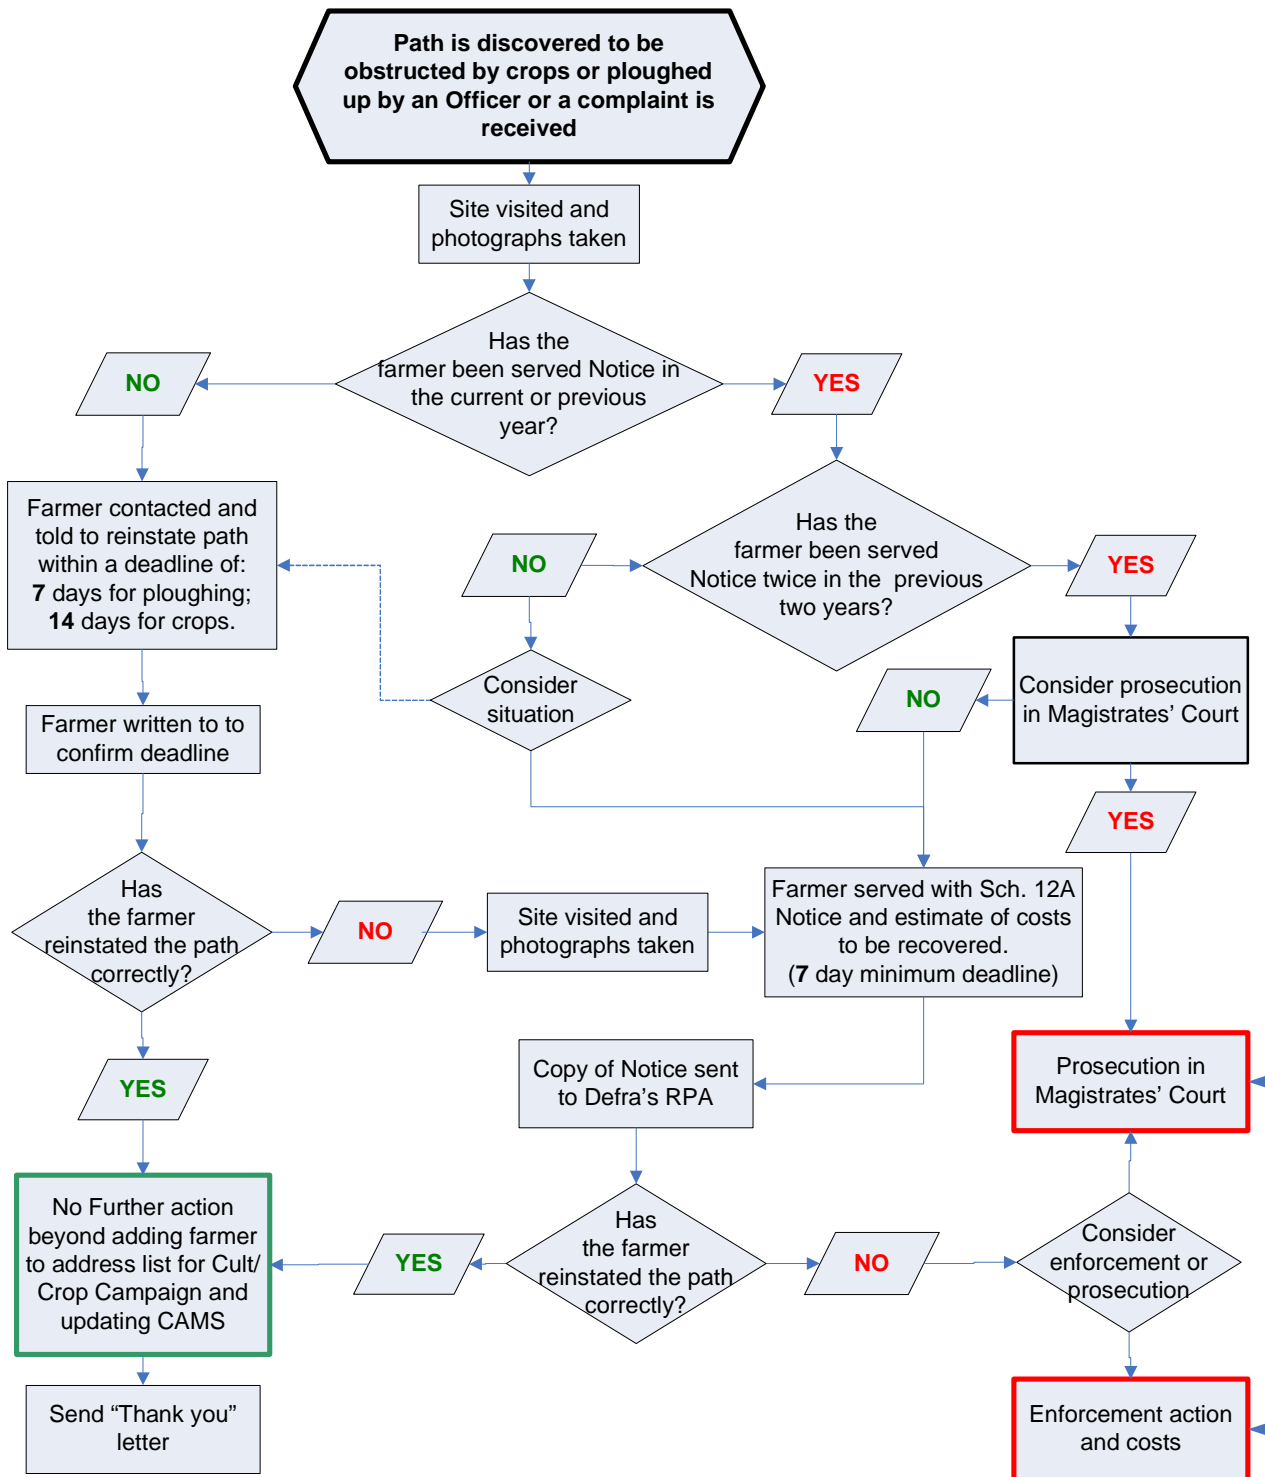 Path is discovered to be
obstructed by crops or ploughed
up by an Officer or a complaint is
received
Site visited and
photographs taken
Has the
farmer been served Notice in
the current or previous
year?
NO
YES
Farmer contacted and
told to reinstate path
within a deadline of:
7 days for ploughing;
14 days for crops.
Has the
farmer been served
Notice twice in the previous
two years?
NO
YES
Consider
situation
NO
Consider prosecution
in Magistrates’ Court
Farmer written to to
confirm deadline
YES
Has
the farmer
reinstated the path
correctly?
NO
Site visited and
photographs taken
Farmer served with Sch. 12A
Notice and estimate of costs
to be recovered.
(7 day minimum deadline)
YES
Copy of Notice sent
to Defra’s RPA
Prosecution in
Magistrates’ Court
No Further action
beyond adding farmer
to address list for Cult/
Crop Campaign and
updating CAMS
YES
Has
the farmer
reinstated the path
correctly?
NO
Consider
enforcement or
prosecution
Send “Thank you”
letter
Enforcement action
and costs